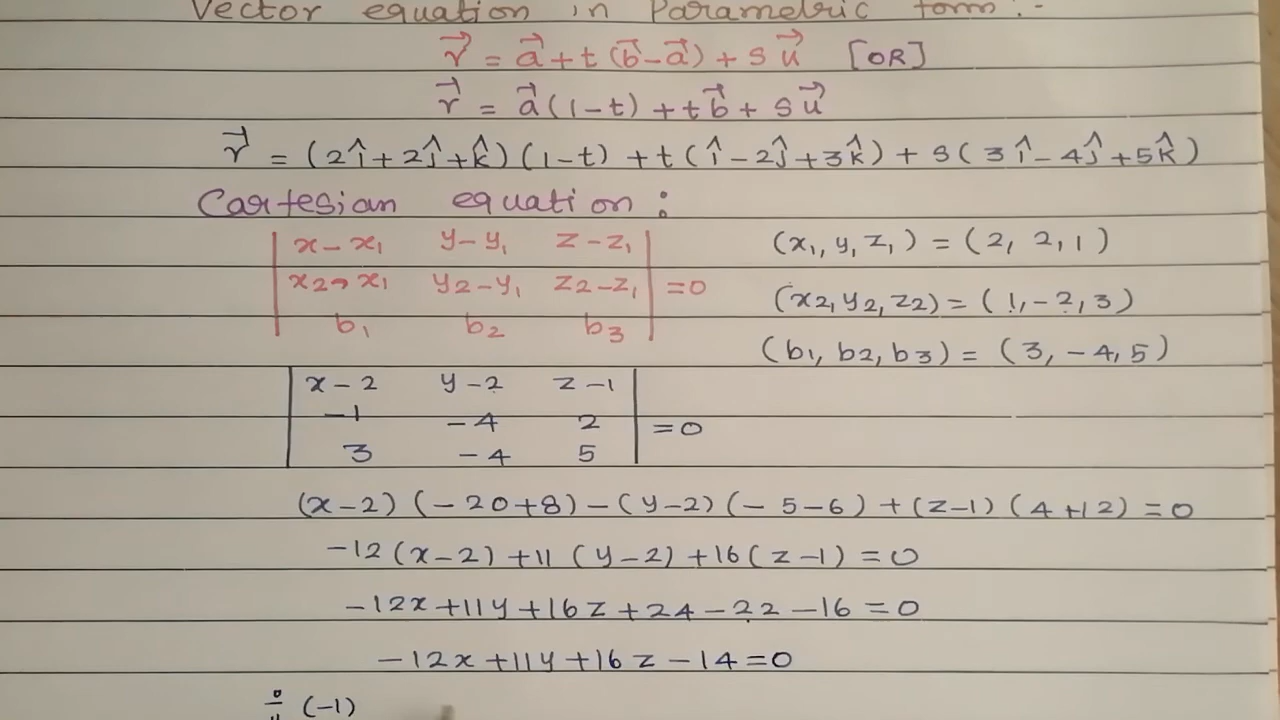 Vector equation in Parametric form :-
r⃗ = a⃗ + t (b⃗ - a⃗) + s u⃗ [OR]
r⃗ = a⃗ (1-t) + t b⃗ + s u⃗
r⃗ = (2î+2ĵ+k̂)(1-t) + t(î-2ĵ+3k̂) + s(3î-4ĵ+5k̂)
Cartesian equation :
| x-x₁ y-y₁ z-z₁ |
| x₂-x₁ y₂-y₁ z₂-z₁ | =0
| b₁ b₂ b₃ |
(x₁, y₁ z₁) = (2, 2, 1)
(x₂, y₂, z₂) = (1, -2, 3)
(b₁, b₂, b₃) = (3, -4, 5)
| x-2 y-2 z-1 |
| -1 -4 2 | =0
| 3 -4 5 |
(x-2) (-20+8) - (y-2) (-5-6) + (z-1) (4+12) = 0
-12 (x-2) +11 (y-2) +16 (z-1) = 0
-12x+11y+16z+24-22-16=0
-12x+11y+16z-14=0
(-1)